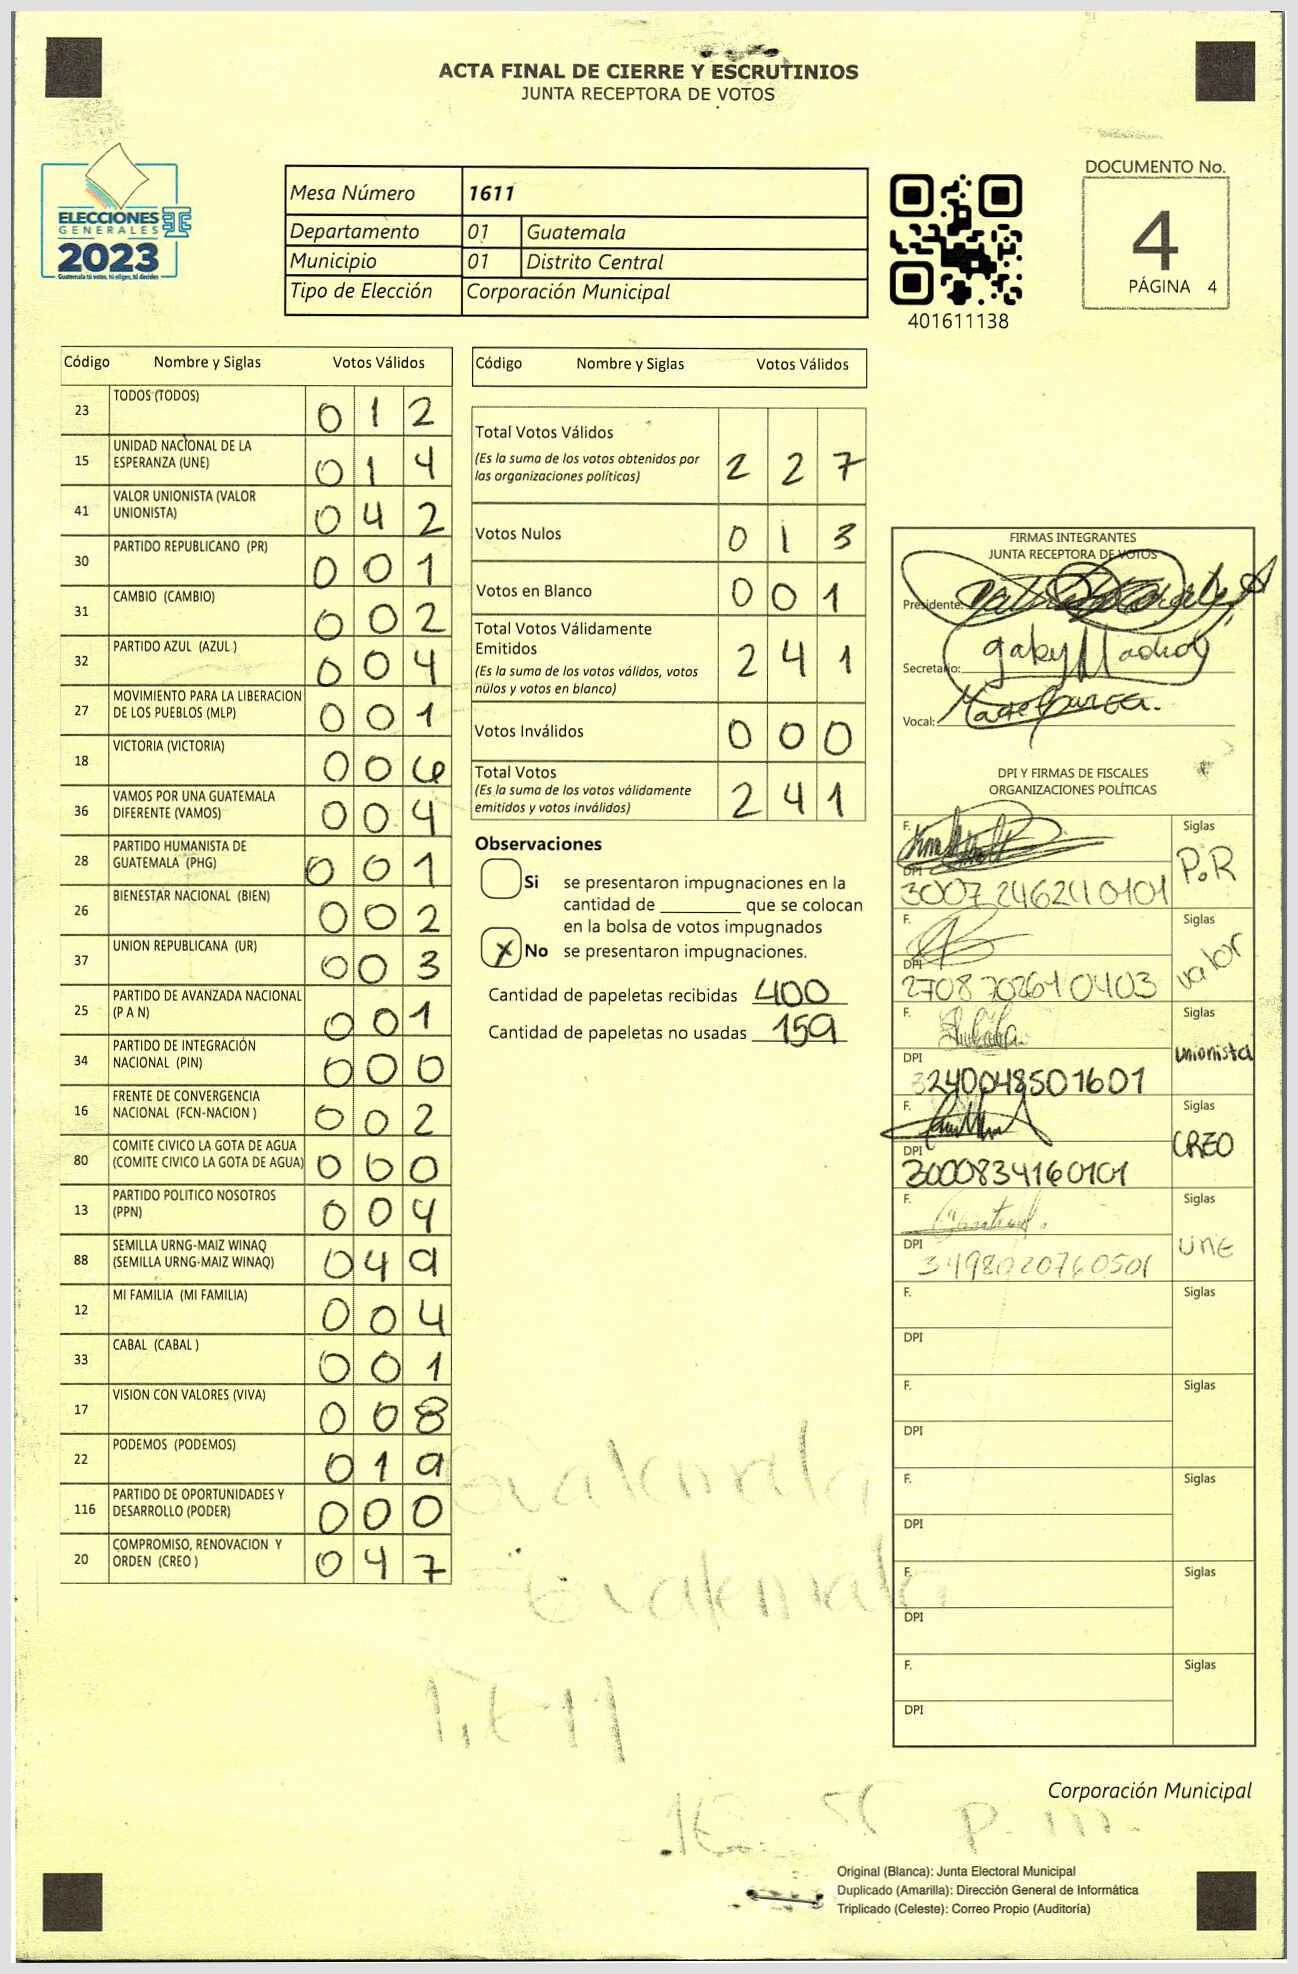 ACTA FINAL DE CIERRE Y ESCRUTINIOS
JUNTA RECEPTORA DE VOTOS
ELECCIONES
GENERALES
2023
Guatemala tú votas, tú eliges, tú decides
Mesa Número 1611
Departamento 01 Guatemala
Municipio 01 Distrito Central
Tipo de Elección Corporación Municipal
401611138
DOCUMENTO No.
4
PÁGINA 4
Código Nombre y Siglas Votos Válidos
23 TODOS (TODOS) 0 1 2
15 UNIDAD NACIONAL DE LA ESPERANZA (UNE) 0 1 4
41 VALOR UNIONISTA (VALOR UNIONISTA) 0 4 2
30 PARTIDO REPUBLICANO (PR) 0 0 1
31 CAMBIO (CAMBIO) 0 0 2
32 PARTIDO AZUL (AZUL ) 0 0 4
27 MOVIMIENTO PARA LA LIBERACION DE LOS PUEBLOS (MLP) 0 0 1
18 VICTORIA (VICTORIA) 0 0 6
36 VAMOS POR UNA GUATEMALA DIFERENTE (VAMOS) 0 0 4
28 PARTIDO HUMANISTA DE GUATEMALA (PHG) 0 0 1
26 BIENESTAR NACIONAL (BIEN) 0 0 2
37 UNION REPUBLICANA (UR) 0 0 3
25 PARTIDO DE AVANZADA NACIONAL (P A N) 0 0 1
34 PARTIDO DE INTEGRACIÓN NACIONAL (PIN) 0 0 0
16 FRENTE DE CONVERGENCIA NACIONAL (FCN-NACION ) 0 0 2
80 COMITE CIVICO LA GOTA DE AGUA (COMITE CIVICO LA GOTA DE AGUA) 0 0 0
13 PARTIDO POLITICO NOSOTROS (PPN) 0 0 4
88 SEMILLA URNG-MAIZ WINAQ (SEMILLA URNG-MAIZ WINAQ) 0 4 9
12 MI FAMILIA (MI FAMILIA) 0 0 4
33 CABAL (CABAL ) 0 0 1
17 VISION CON VALORES (VIVA) 0 0 8
22 PODEMOS (PODEMOS) 0 1 9
116 PARTIDO DE OPORTUNIDADES Y DESARROLLO (PODER) 0 0 0
20 COMPROMISO, RENOVACION Y ORDEN (CREO ) 0 4 7
Código Nombre y Siglas Votos Válidos
Total Votos Válidos 2 2 7
(Es la suma de los votos obtenidos por
las organizaciones políticas)
Votos Nulos 0 1 3
Votos en Blanco 0 0 1
Total Votos Válidamente
Emitidos 2 4 1
(Es la suma de los votos válidos, votos
nulos y votos en blanco)
Votos Inválidos 0 0 0
Total Votos 2 4 1
(Es la suma de los votos válidamente
emitidos y votos inválidos)
Observaciones
Si se presentaron impugnaciones en la
cantidad de ________ que se colocan
en la bolsa de votos impugnados
X No se presentaron impugnaciones.
Cantidad de papeletas recibidas 400
Cantidad de papeletas no usadas 159
FIRMAS INTEGRANTES
JUNTA RECEPTORA DE VOTOS
Presidente:
Secretario: gaby
Vocal:
DPI Y FIRMAS DE FISCALES
ORGANIZACIONES POLÍTICAS
F. Siglas P.R
DPI 3007246240101
F. Siglas valor
DPI 2708702610403
F. Siglas unionista
DPI 3240048501601
F. Siglas CREO
DPI 3000834160101
F. Siglas UNE
DPI 3498020760501
F. Siglas
DPI
F. Siglas
DPI
F. Siglas
DPI
F. Siglas
DPI
F. Siglas
DPI
Guatemala
Guatemala
p. m.
Corporación Municipal
Original (Blanca): Junta Electoral Municipal
Duplicado (Amarilla): Dirección General de Informática
Triplicado (Celeste): Correo Propio (Auditoría)